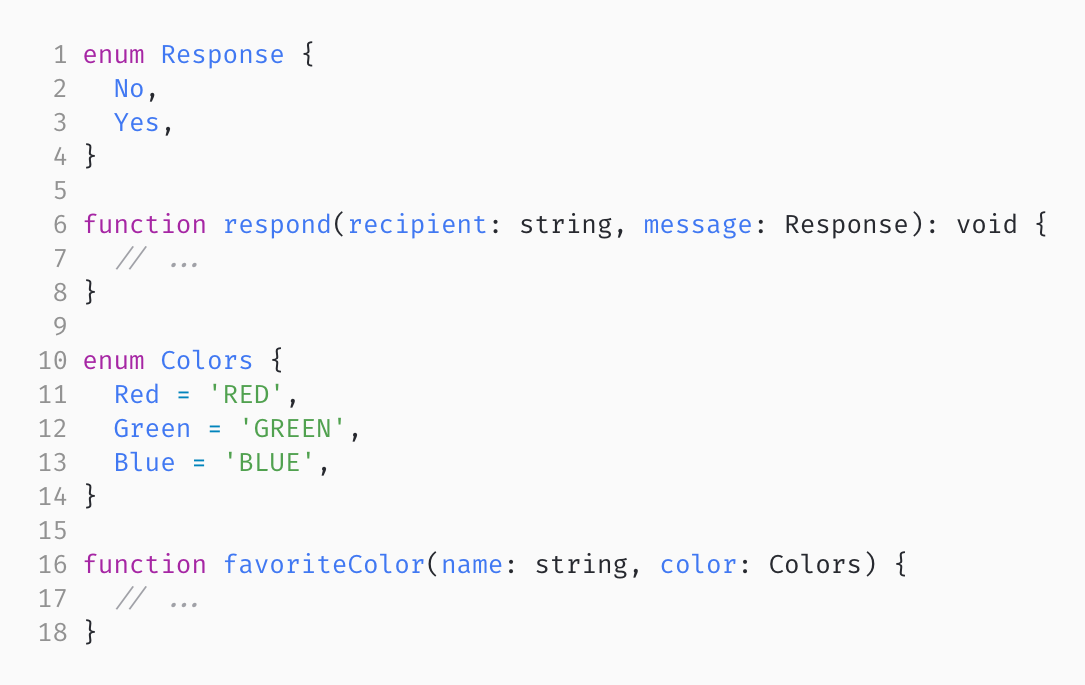 1 enum Response {
2   No,
3   Yes,
4 }
5
6 function respond(recipient: string, message: Response): void {
7   // ...
8 }
9
10 enum Colors {
11   Red = 'RED',
12   Green = 'GREEN',
13   Blue = 'BLUE',
14 }
15
16 function favoriteColor(name: string, color: Colors) {
17   // ...
18 }